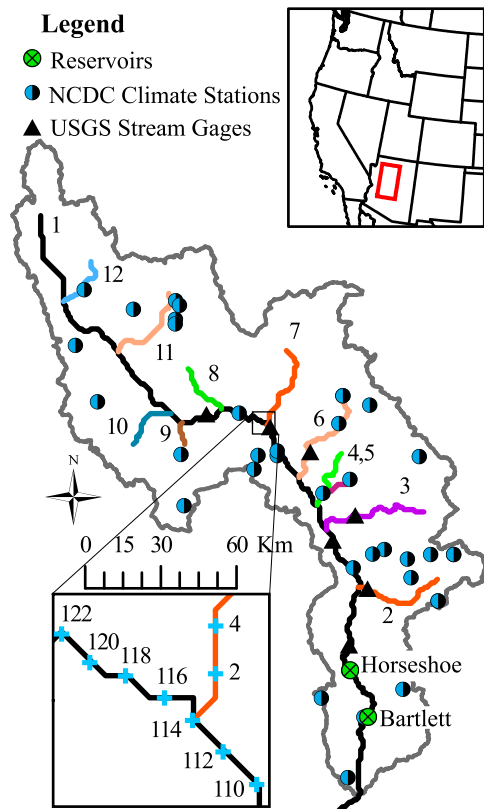 Legend
Reservoirs
NCDC Climate Stations
USGS Stream Gages
1
12
11
7
8
10
9
6
4,5
3
N
0 15 30 60 Km
2
122
120
118
116
114
112
110
4
2
Horseshoe
Bartlett